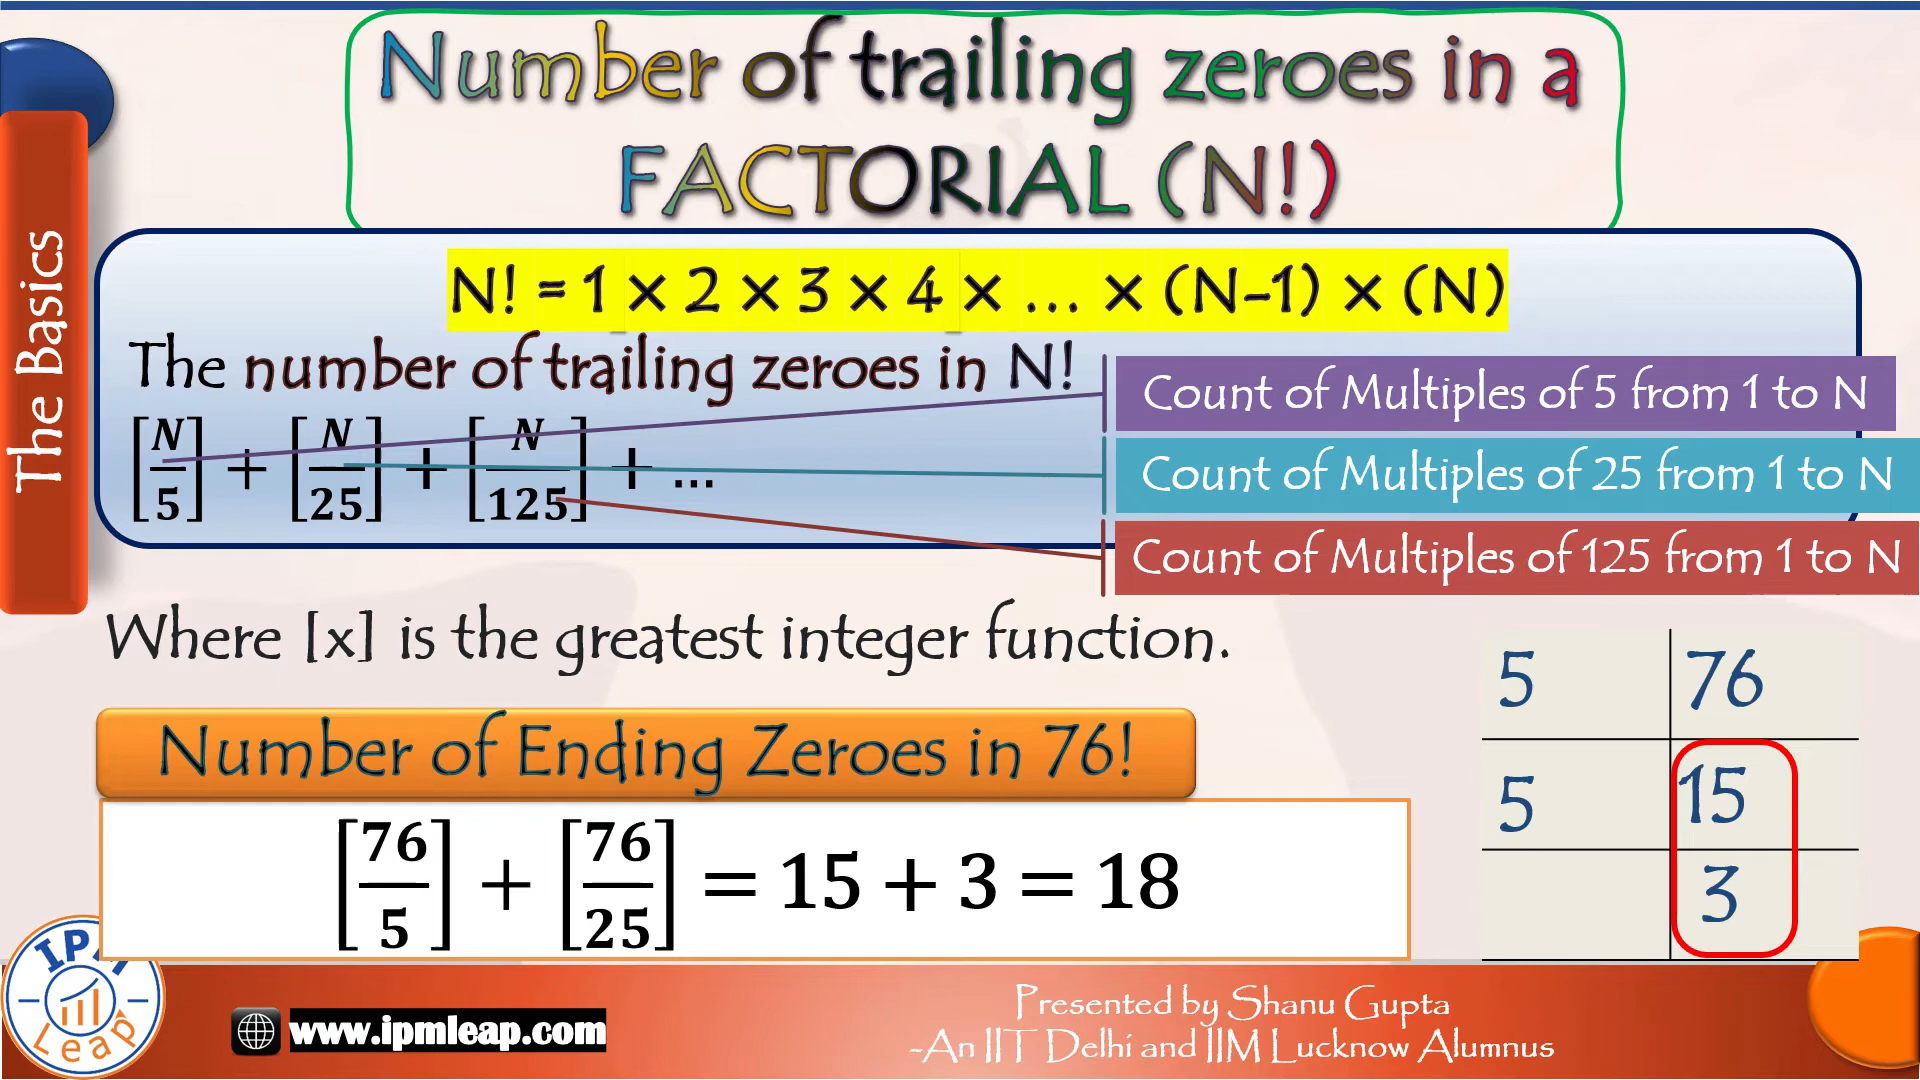 Number of trailing zeroes in a
FACTORIAL (N!)
The Basics
N! = 1 × 2 × 3 × 4 × ... × (N-1) × (N)
The number of trailing zeroes in N!
[N/5] + [N/25] + [N/125] + ...
Count of Multiples of 5 from 1 to N
Count of Multiples of 25 from 1 to N
Count of Multiples of 125 from 1 to N
Where [x] is the greatest integer function.
Number of Ending Zeroes in 76!
[76/5] + [76/25] = 15 + 3 = 18
5 76
5 15
3
IPM
Leap
www.ipmleap.com
Presented by Shanu Gupta
-An IIT Delhi and IIM Lucknow Alumnus